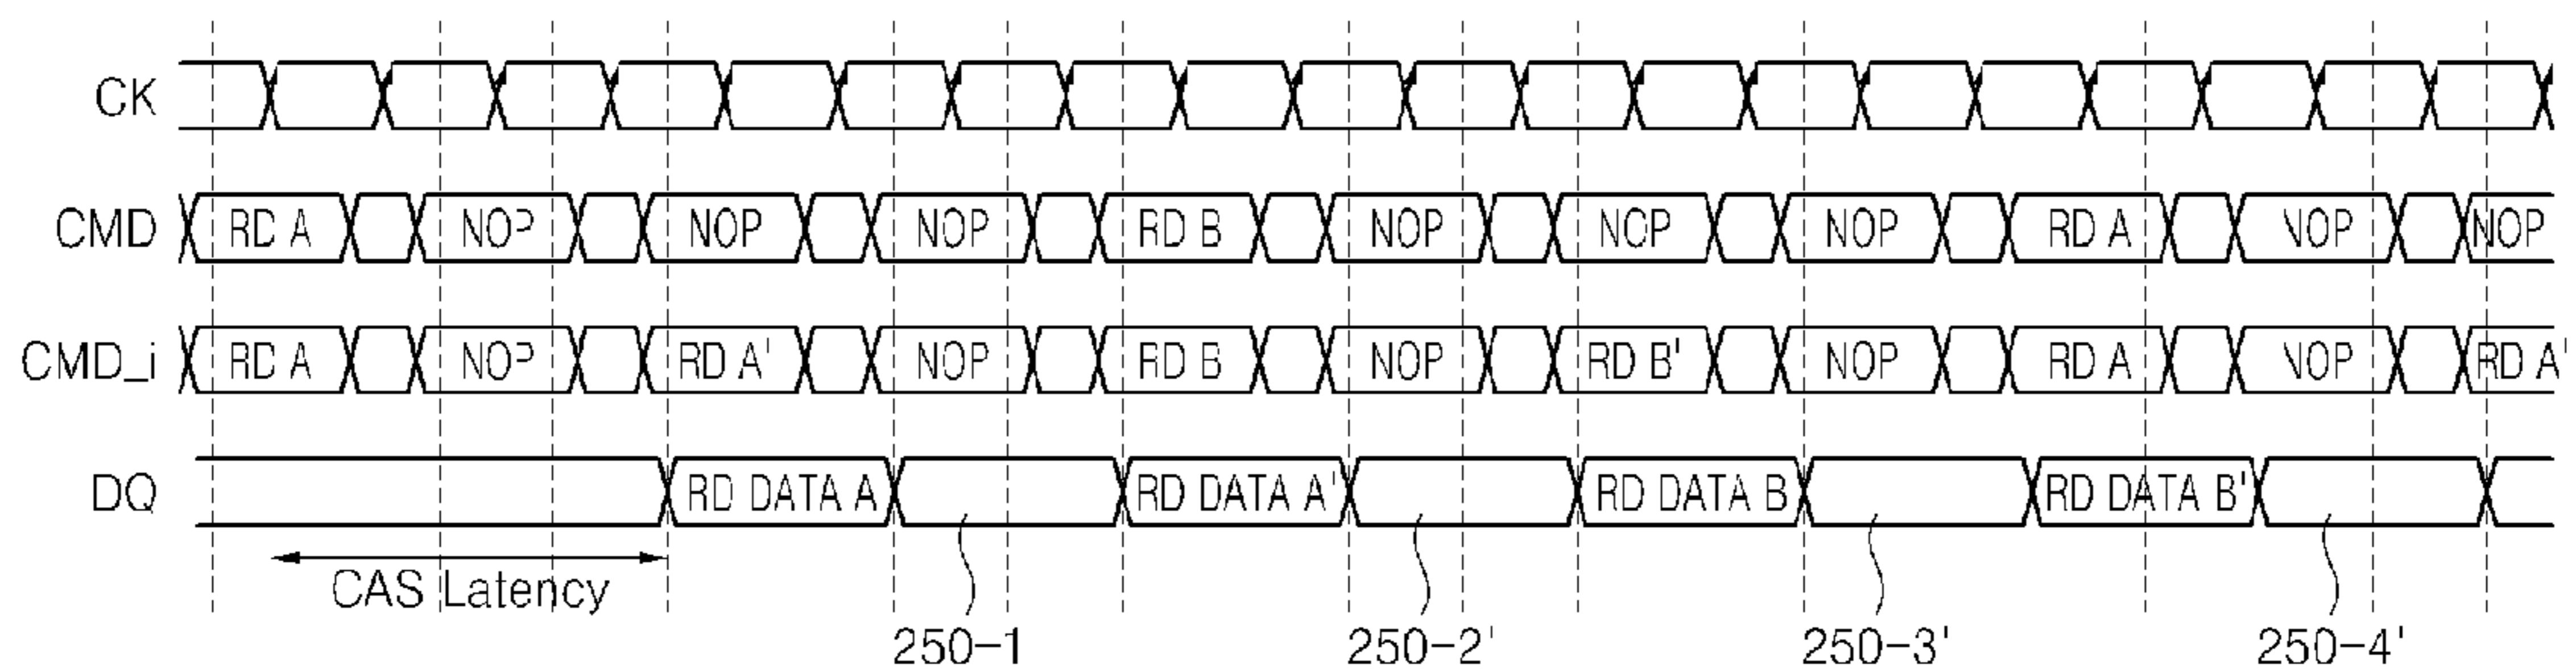 CK
CMD RD A NOP NOP NOP RD B NOP NOP NOP RD A NOP NOP
CMD_i RD A NOP RD A' NOP RD B NOP RD B' NOP RD A NOP RD A'
DQ RD DATA A RD DATA A' RD DATA B RD DATA B'
CAS Latency
250-1 250-2' 250-3' 250-4'